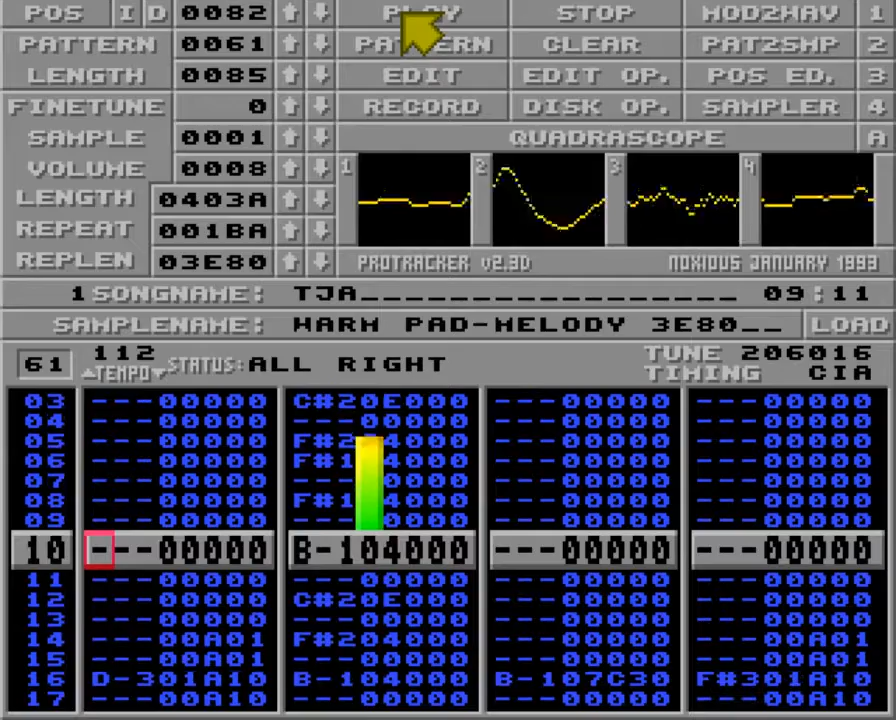 POS I D 0082 PLAY STOP MOD2WAV 1
PATTERN 0061 PATTERN CLEAR PAT2SMP 2
LENGTH 0085 EDIT EDIT OP. POS ED. 3
FINETUNE 0 RECORD DISK OP. SAMPLER 4
SAMPLE 0001 QUADRASCOPE A
VOLUME 0008 1 2 3 4
LENGTH 0403A
REPEAT 001BA
REPLEN 03E80 PROTRACKER V2.3D NOXIOUS JANUARY 1993
1 SONGNAME: TJA_________________ 09:11
SAMPLENAME: WARM PAD-MELODY 3E80__ LOAD
61 112 TEMPO STATUS: ALL RIGHT TUNE 206016
TIMING CIA
03 ---00000 C#20E000 ---00000 ---00000
04 ---00000 ---00000 ---00000 ---00000
05 ---00000 F#204000 ---00000 ---00000
06 ---00000 F#104000 ---00000 ---00000
07 ---00000 ---00000 ---00000 ---00000
08 ---00000 F#104000 ---00000 ---00000
09 ---00000 ---00000 ---00000 ---00000
10 ---00000 B-104000 ---00000 ---00000
11 ---00000 ---00000 ---00000 ---00000
12 ---00000 C#20E000 ---00000 ---00000
13 ---00000 ---00000 ---00000 ---00000
14 ---00A01 F#204000 ---00000 ---00A01
15 ---00A01 ---00000 ---00000 ---00A01
16 D-301A10 B-104000 B-107C30 F#301A10
17 ---00A10 ---00000 ---00000 ---00A10